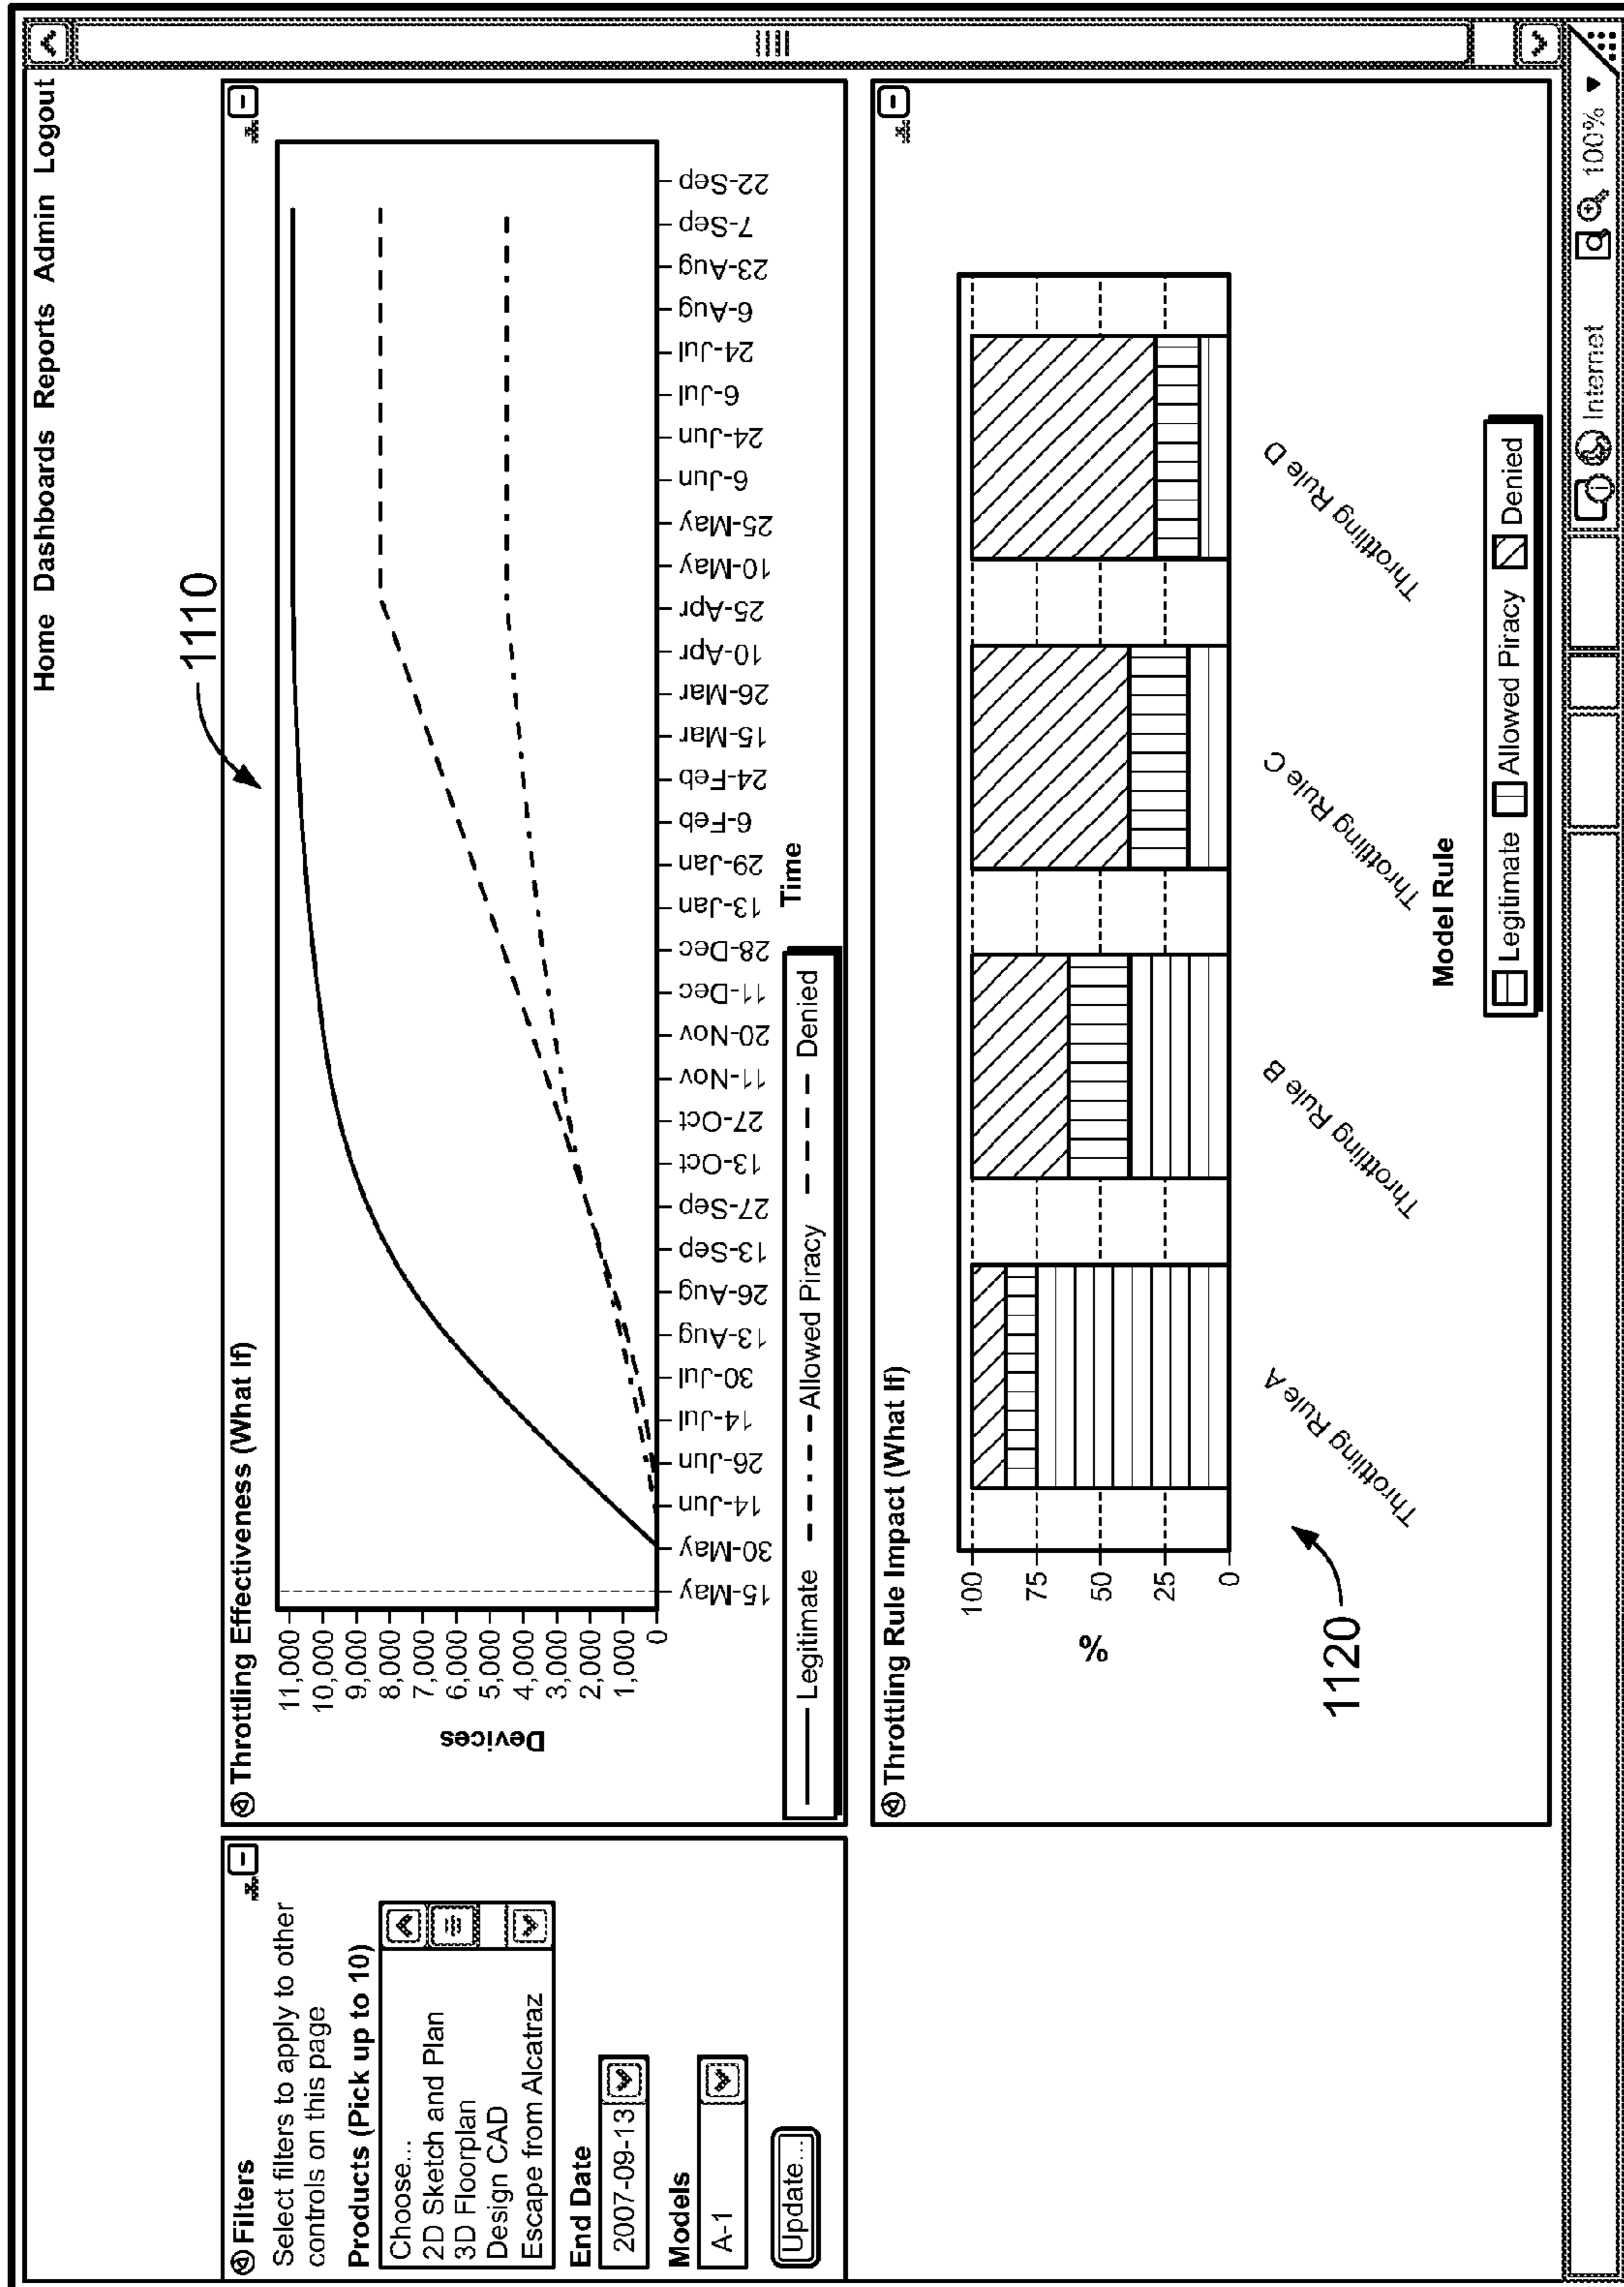 Home Dashboards Reports Admin Logout
Filters
Select filters to apply to other
controls on this page
Products (Pick up to 10)
Choose...
2D Sketch and Plan
3D Floorplan
Design CAD
Escape from Alcatraz
End Date
2007-09-13
Models
A-1
Update...
Throttling Effectiveness (What If)
1110
Devices
11,000
10,000
9,000
8,000
7,000
6,000
5,000
4,000
3,000
2,000
1,000
0
15-May
30-May
14-Jun
26-Jun
14-Jul
30-Jul
13-Aug
26-Aug
13-Sep
27-Sep
13-Oct
27-Oct
11-Nov
20-Nov
11-Dec
28-Dec
13-Jan
29-Jan
6-Feb
24-Feb
15-Mar
26-Mar
10-Apr
25-Apr
10-May
25-May
6-Jun
24-Jun
6-Jul
24-Jul
6-Aug
23-Aug
7-Sep
22-Sep
Time
Legitimate Allowed Piracy Denied
Throttling Rule Impact (What If)
%
100
75
50
25
0
1120
Throttling Rule A
Throttling Rule B
Throttling Rule C
Throttling Rule D
Model Rule
Legitimate Allowed Piracy Denied
Internet 100%